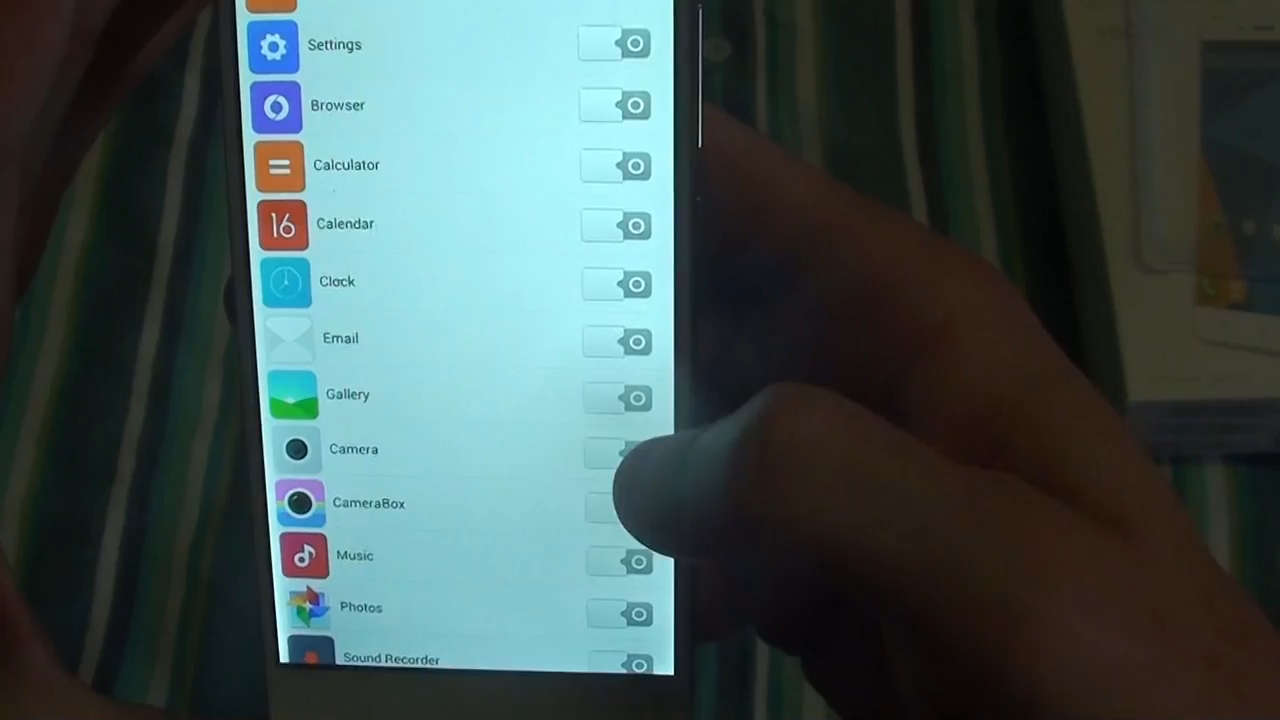 Settings
Browser
Calculator
16 Calendar
Clock
Email
Gallery
Camera
CameraBox
Music
Photos
Sound Recorder